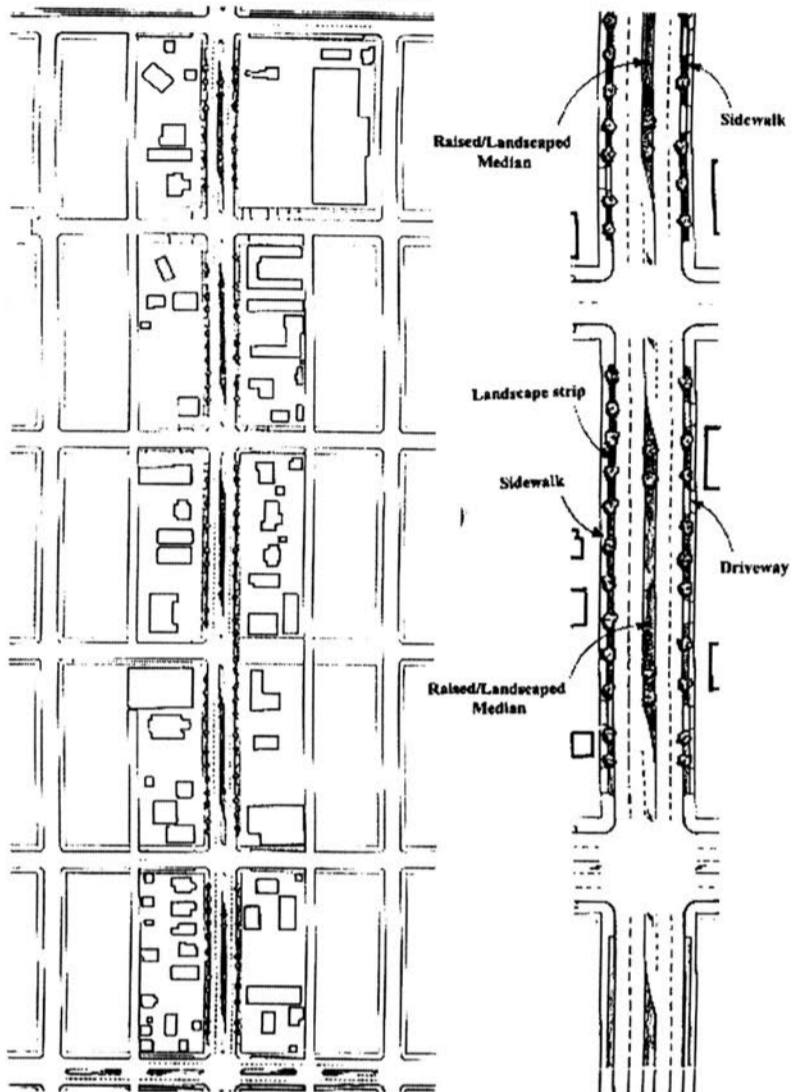 Sidewalk
Raised/Landscaped
Median
Landscape strip
Sidewalk
Driveway
Raised/Landscaped
Median